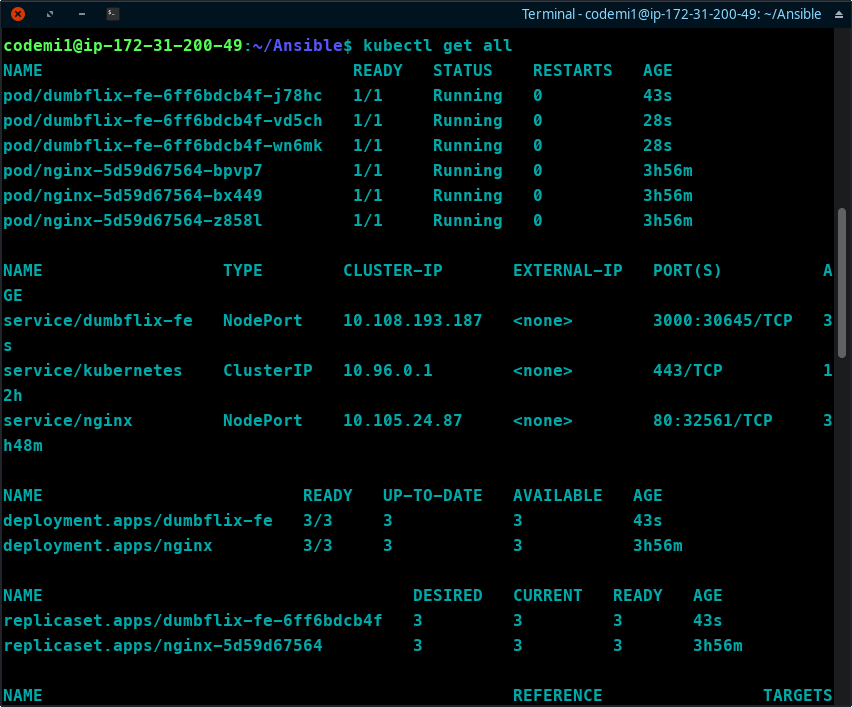 Terminal - codemi1@ip-172-31-200-49: ~/Ansible
codemi1@ip-172-31-200-49:~/Ansible$ kubectl get all
NAME                               READY   STATUS    RESTARTS   AGE
pod/dumbflix-fe-6ff6bdcb4f-j78hc   1/1     Running   0          43s
pod/dumbflix-fe-6ff6bdcb4f-vd5ch   1/1     Running   0          28s
pod/dumbflix-fe-6ff6bdcb4f-wn6mk   1/1     Running   0          28s
pod/nginx-5d59d67564-bpvp7         1/1     Running   0          3h56m
pod/nginx-5d59d67564-bx449         1/1     Running   0          3h56m
pod/nginx-5d59d67564-z858l         1/1     Running   0          3h56m
NAME                  TYPE        CLUSTER-IP       EXTERNAL-IP   PORT(S)          A
GE
service/dumbflix-fe   NodePort    10.108.193.187   <none>        3000:30645/TCP   3
s
service/kubernetes    ClusterIP   10.96.0.1        <none>        443/TCP          1
2h
service/nginx         NodePort    10.105.24.87     <none>        80:32561/TCP     3
h48m
NAME                          READY   UP-TO-DATE   AVAILABLE   AGE
deployment.apps/dumbflix-fe   3/3     3            3           43s
deployment.apps/nginx         3/3     3            3           3h56m
NAME                                     DESIRED   CURRENT   READY   AGE
replicaset.apps/dumbflix-fe-6ff6bdcb4f   3         3         3       43s
replicaset.apps/nginx-5d59d67564         3         3         3       3h56m
NAME                                               REFERENCE                TARGETS